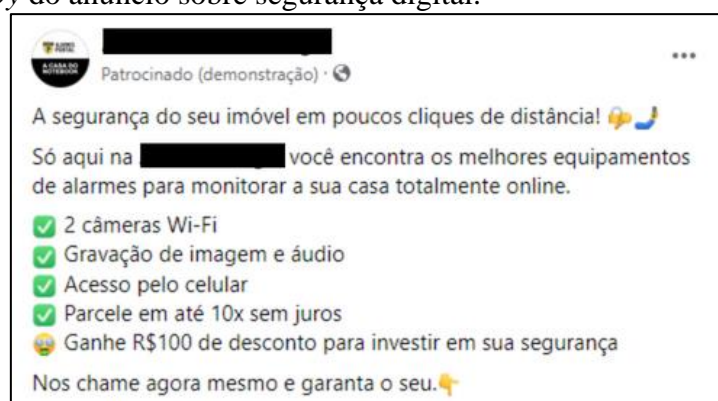 do anúncio sobre segurança digital.
A CASA DO
NOTEBOOK
Patrocinado (demonstração) ·
A segurança do seu imóvel em poucos cliques de distância!
Só aqui na você encontra os melhores equipamentos
de alarmes para monitorar a sua casa totalmente online.
2 câmeras Wi-Fi
Gravação de imagem e áudio
Acesso pelo celular
Parcele em até 10x sem juros
Ganhe R$100 de desconto para investir em sua segurança
Nos chame agora mesmo e garanta o seu.